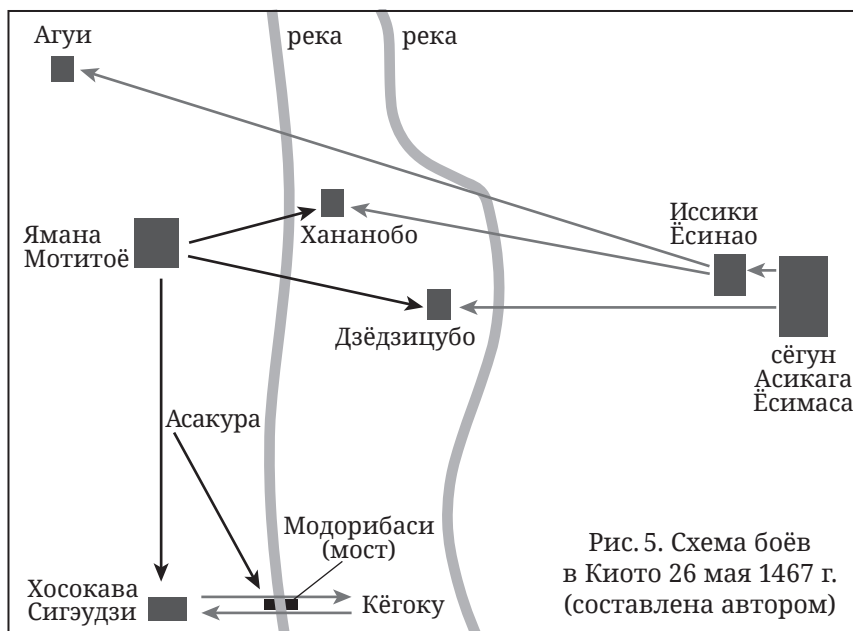 Агуи
река
река
Ямана
Мотитоё
Хананобо
Иссики
Ёсинао
Дзёдзицубо
сёгун
Асикага
Ёсимаса
Асакура
Модорибаси
(мост)
Хосокава
Сигэудзи
Кёгоку
Рис. 5. Схема боёв
в Киото 26 мая 1467 г.
(составлена автором)